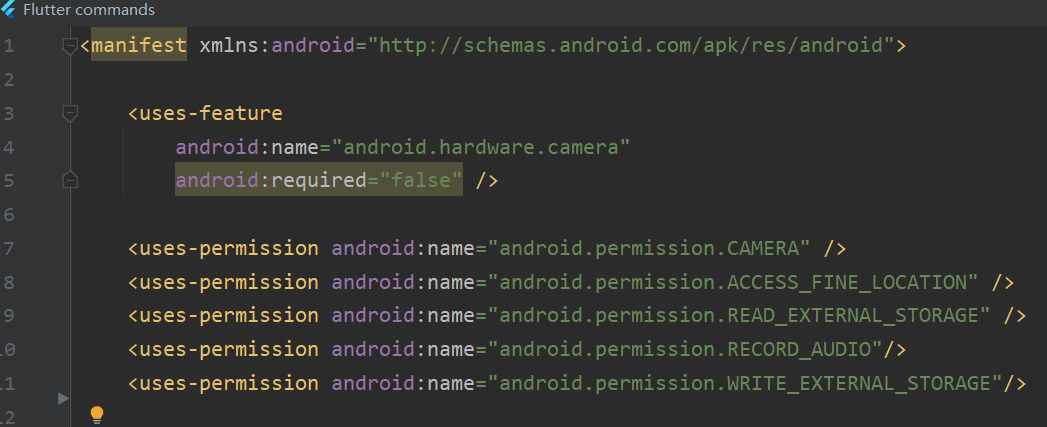 Flutter commands
1 <manifest xmlns:android="http://schemas.android.com/apk/res/android">
2
3 <uses-feature
4 android:name="android.hardware.camera"
5 android:required="false" />
6
7 <uses-permission android:name="android.permission.CAMERA" />
8 <uses-permission android:name="android.permission.ACCESS_FINE_LOCATION" />
9 <uses-permission android:name="android.permission.READ_EXTERNAL_STORAGE" />
10 <uses-permission android:name="android.permission.RECORD_AUDIO"/>
11 <uses-permission android:name="android.permission.WRITE_EXTERNAL_STORAGE"/>
12